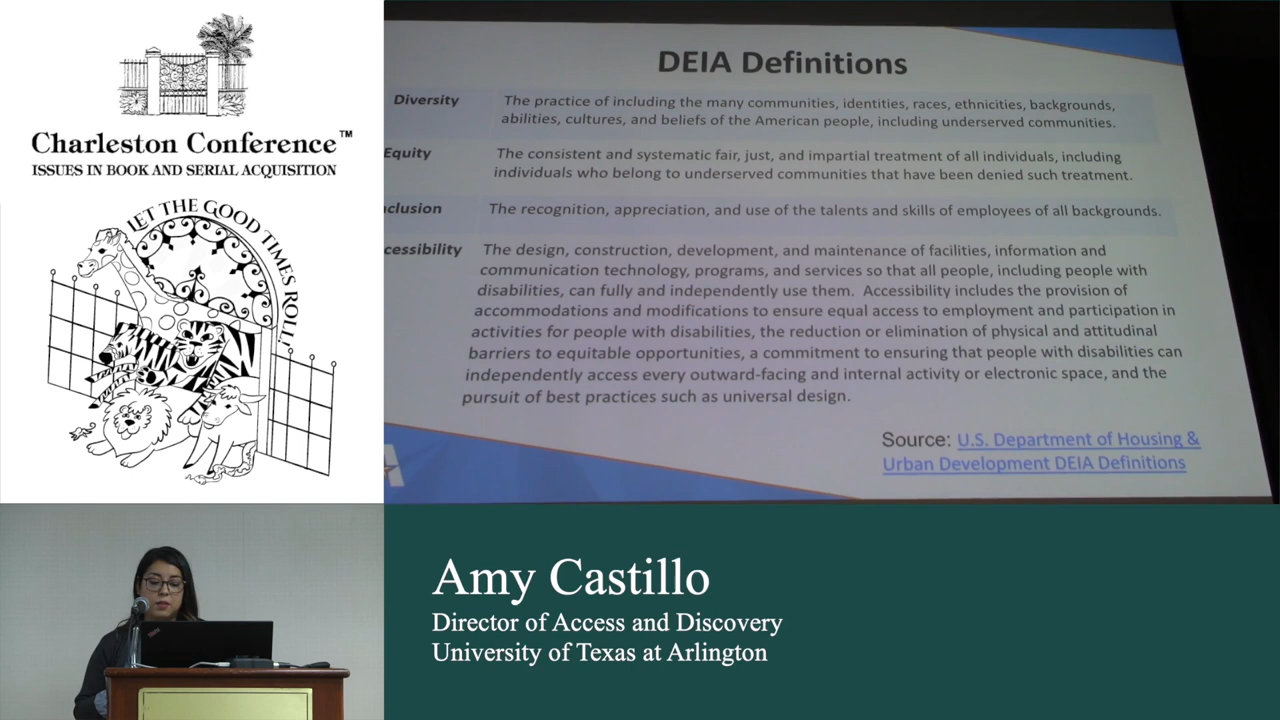 Charleston Conference™
ISSUES IN BOOK AND SERIAL ACQUISITION
LET THE GOOD TIMES ROLL!
DEIA Definitions
Diversity
The practice of including the many communities, identities, races, ethnicities, backgrounds,
abilities, cultures, and beliefs of the American people, including underserved communities.
Equity
The consistent and systematic fair, just, and impartial treatment of all individuals, including
individuals who belong to underserved communities that have been denied such treatment.
clusion
The recognition, appreciation, and use of the talents and skills of employees of all backgrounds.
cessibility
The design, construction, development, and maintenance of facilities, information and
communication technology, programs, and services so that all people, including people with
disabilities, can fully and independently use them. Accessibility includes the provision of
accommodations and modifications to ensure equal access to employment and participation in
activities for people with disabilities, the reduction or elimination of physical and attitudinal
barriers to equitable opportunities, a commitment to ensuring that people with disabilities can
independently access every outward-facing and internal activity or electronic space, and the
pursuit of best practices such as universal design.
Source: U.S. Department of Housing &
Urban Development DEIA Definitions
Amy Castillo
Director of Access and Discovery
University of Texas at Arlington